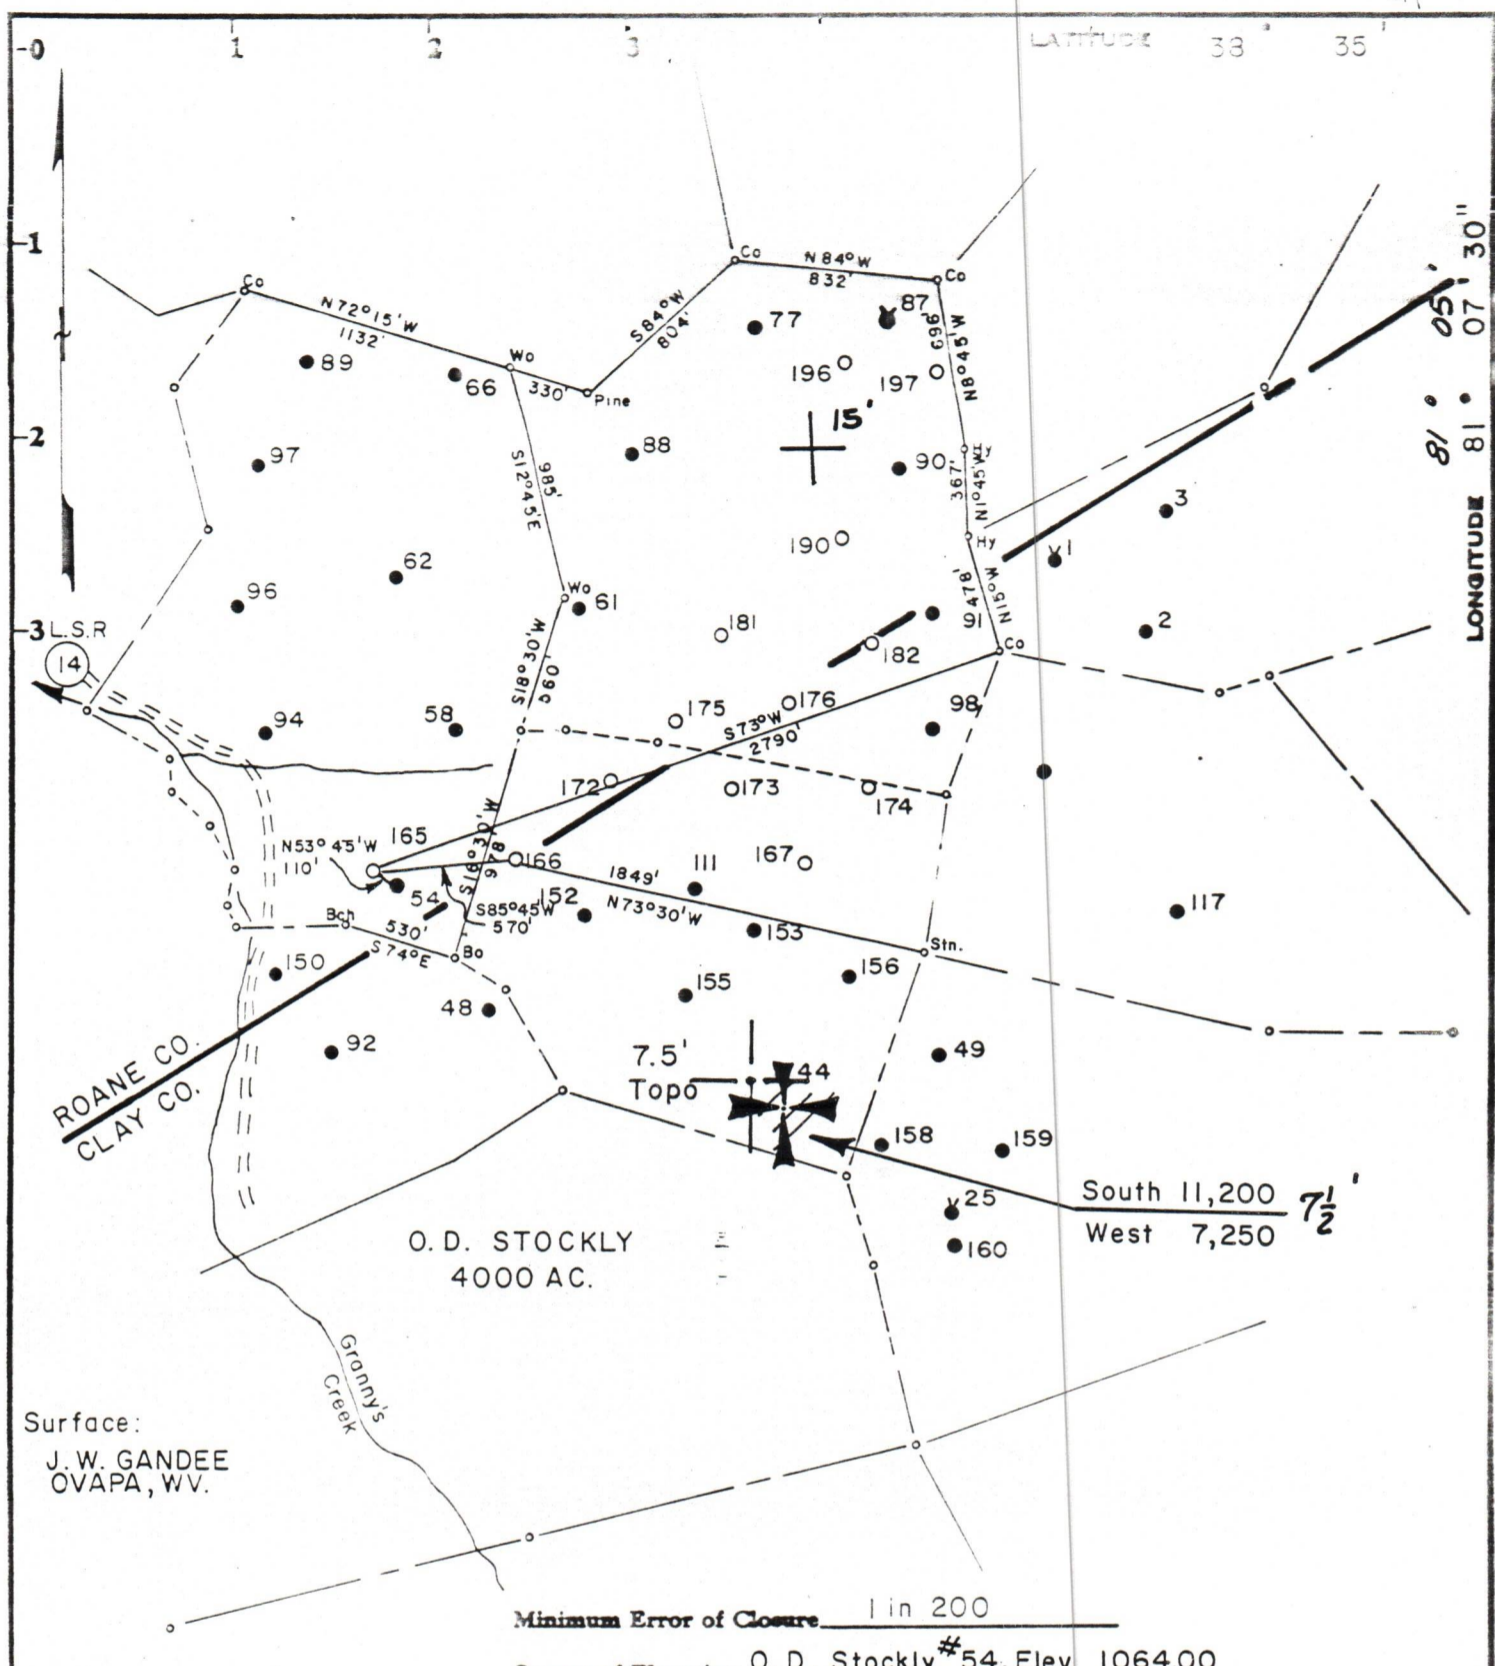 -0 1 2 3 LATITUDE 38 35
-1
-2
-3
LONGITUDE 81° 07' 30"
81° 05'
Co
N 72° 15' W
1132'
Wo
330'
Pine
S 84° W
804'
Co
N 84° W
832'
Co
969'
N8° 45' W
Hy
367'
N1° 45' W
Hy
478'
N15° W
Co
89
66
77
87
196
197
15'
97
88
90
985'
S12° 45' E
190
3
1
62
96
Wo
61
181
91
2
L.S.R
14
182
S18° 30' W
560'
94
58
175
176
98
S73° W
2790'
172
173
174
N53° 45' W
110'
165
S16° 30' W
978'
166
167
111
1849'
N73° 30' W
54
152
S85° 45' W
570'
117
Bch
530'
S 74° E
Bo
153
Stn.
150
155
156
48
92
7.5'
Topo
44
49
ROANE CO.
CLAY CO.
158
159
South 11,200
West 7,250
7 1/2'
25
160
O. D. STOCKLY
4000 AC.
Granny's
Creek
Surface:
J. W. GANDEE
OVAPA, WV.
Minimum Error of Closure 1 in 200
O. D. Stockly #54 Elev. 1064.00